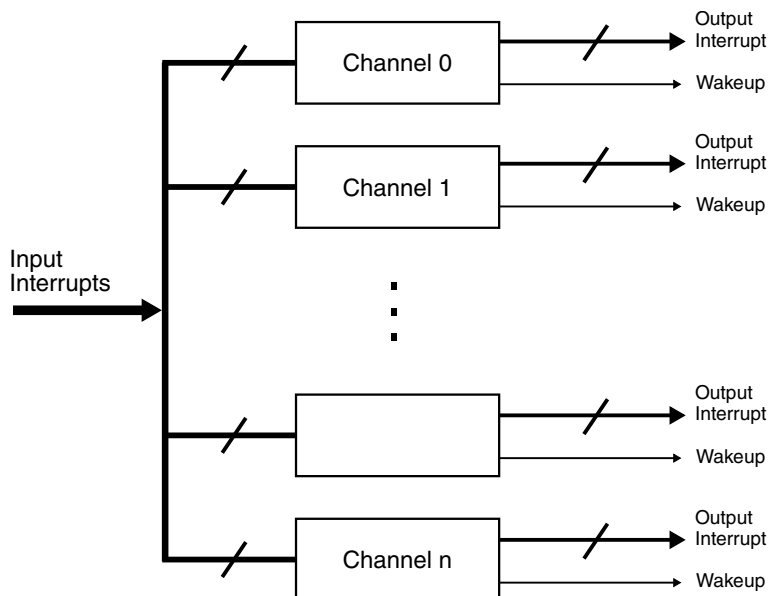 Output
Interrupt
Channel 0
Wakeup
Output
Interrupt
Channel 1
Wakeup
Input
Interrupts
Output
Interrupt
Wakeup
Output
Interrupt
Channel n
Wakeup